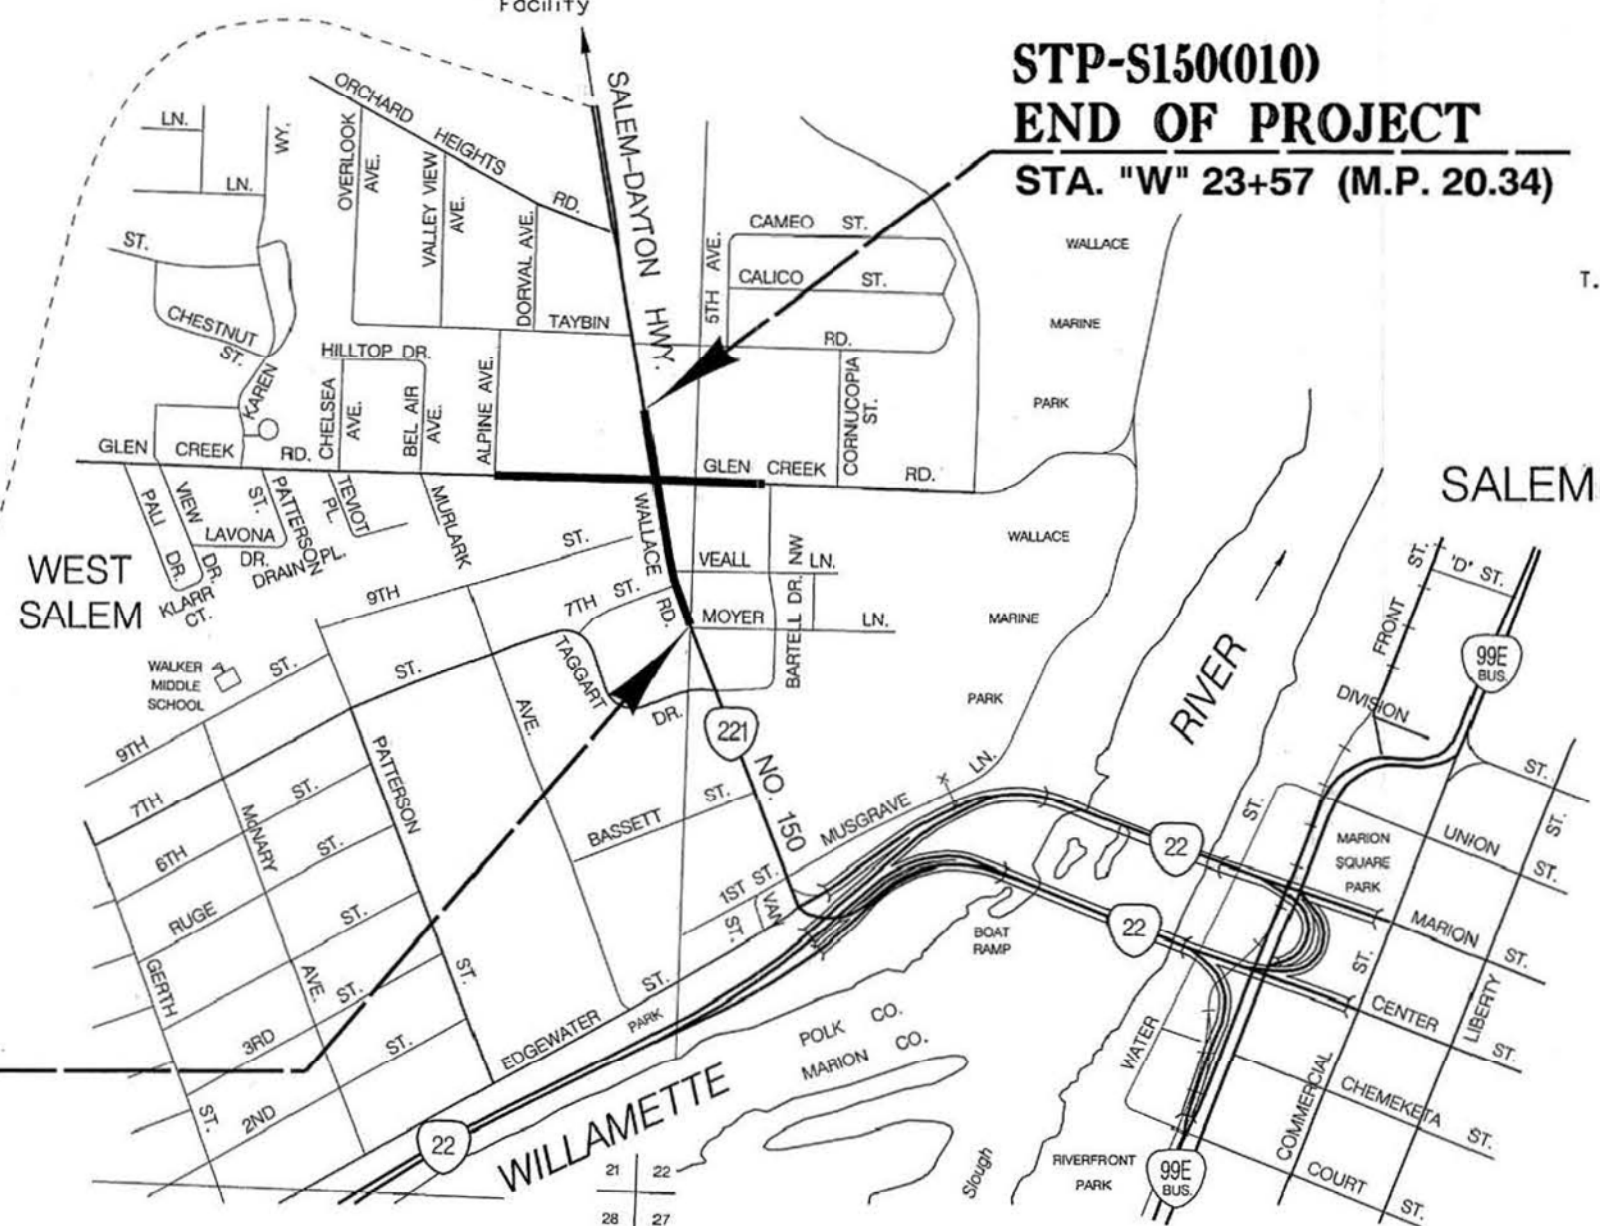 Facility
STP-S150(010)
END OF PROJECT
STA. "W" 23+57 (M.P. 20.34)
T.
LN.
LN.
WY.
ST.
CHESTNUT
ST.
KAREN
ORCHARD
HEIGHTS
RD.
OVERLOOK
AVE.
VALLEY VIEW
AVE.
DORVAL AVE.
SALEM-DAYTON HWY.
TAYBIN
RD.
5TH AVE.
CAMEO ST.
CALICO ST.
HILLTOP DR.
CHELSEA
AVE.
BEL AIR
AVE.
ALPINE AVE.
CORNUCOPIA
ST.
WALLACE
MARINE
PARK
GLEN CREEK RD.
GLEN CREEK RD.
PALI
DR.
VIEW
DR.
LAVONA
DR.
ST.
PATTERSON
PL.
DRAIN
TEVIOT
PL.
MURLARK
KLARR
CT.
WEST
SALEM
SALEM
WALLACE
RD.
VEALL LN.
MOYER LN.
BARTELL DR. NW
WALLACE
MARINE
PARK
9TH
ST.
7TH ST.
TAGGART
DR.
WALKER
MIDDLE
SCHOOL
9TH
ST.
7TH
ST.
AVE.
6TH
ST.
RUGE
ST.
ST.
3RD
ST.
2ND
ST.
GERTH
ST.
McNARY
AVE.
PATTERSON
ST.
BASSETT
ST.
221
NO. 150
MUSGRAVE
LN.
1ST ST.
VAN
ST.
EDGEWATER
ST.
PARK
22
22
22
BOAT
RAMP
POLK CO.
MARION CO.
WILLAMETTE
RIVER
Slough
21 22
28 27
FRONT
ST.
'D' ST.
99E
BUS.
DIVISION
ST.
ST.
MARION
SQUARE
PARK
UNION
ST.
ST.
MARION
ST.
ST.
CENTER
ST.
LIBERTY
WATER
CHEMEKETA
ST.
COMMERCIAL
COURT
ST.
RIVERFRONT
PARK
99E
BUS.